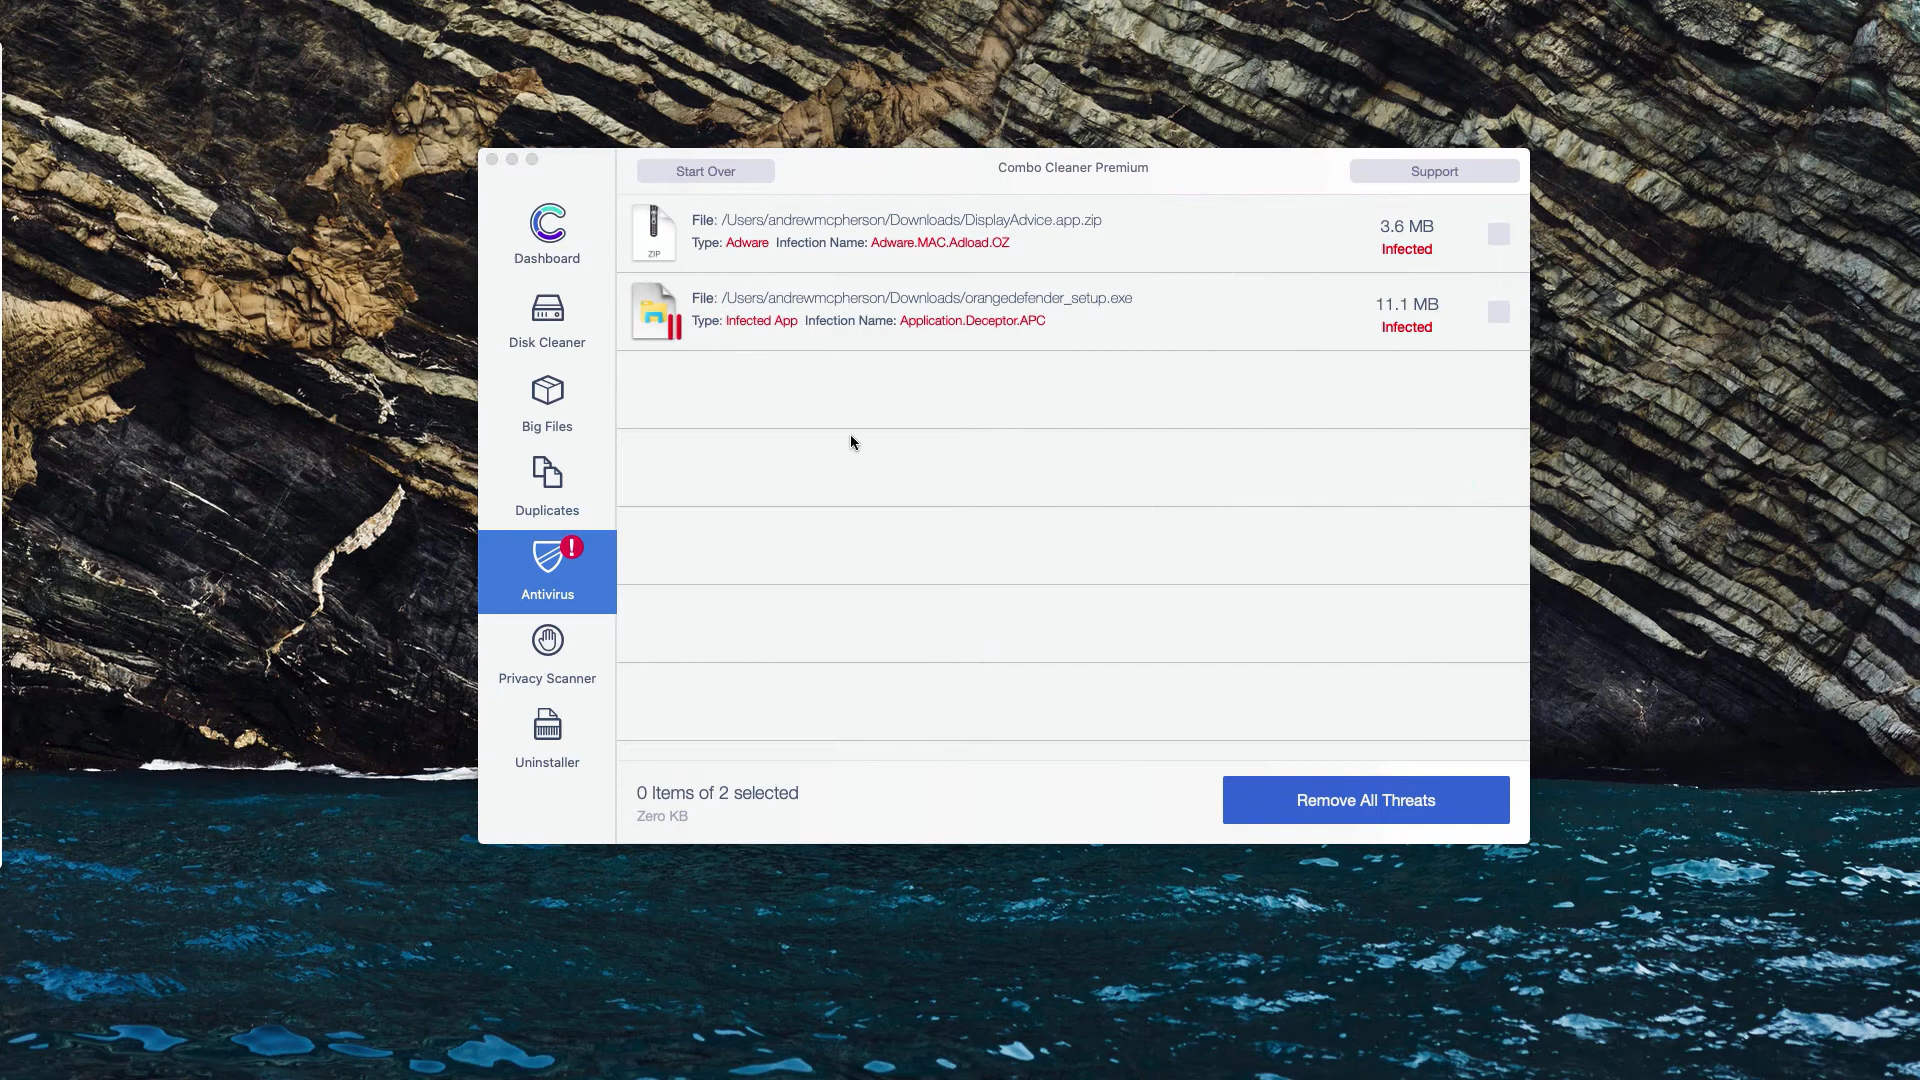 Start Over
Combo Cleaner Premium
Support
Dashboard
Disk Cleaner
Big Files
Duplicates
!
Antivirus
Privacy Scanner
Uninstaller
ZIP
File: /Users/andrewmcpherson/Downloads/DisplayAdvice.app.zip
Type: Adware Infection Name: Adware.MAC.Adload.OZ
3.6 MB
Infected
File: /Users/andrewmcpherson/Downloads/orangedefender_setup.exe
Type: Infected App Infection Name: Application.Deceptor.APC
11.1 MB
Infected
0 Items of 2 selected
Zero KB
Remove All Threats